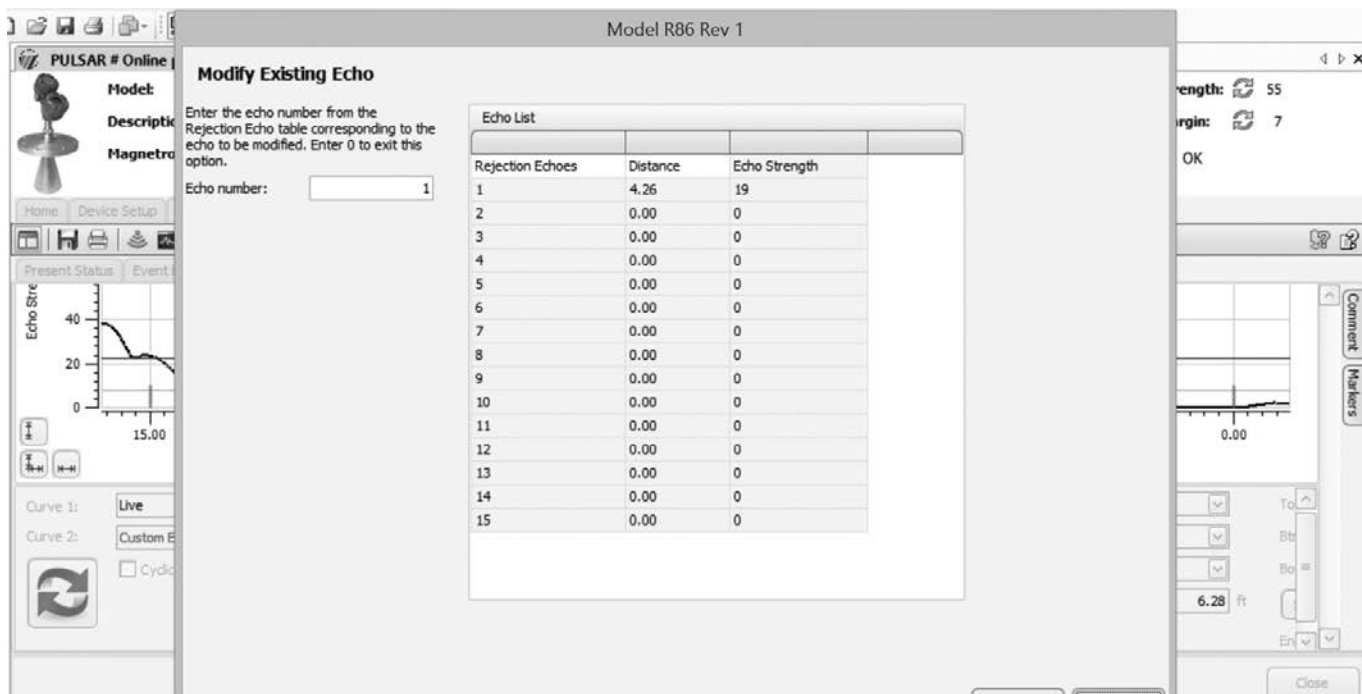 Model R86 Rev 1
PULSAR # Online
Model:
Description
Magnetro
55
7
OK
Home
Device Setup
Present Status
Event
Modify Existing Echo
Enter the echo number from the
Rejection Echo table corresponding to the
echo to be modified. Enter 0 to exit this
option.
Echo number: 1
Echo List
Rejection Echoes Distance Echo Strength
1 4.26 19
2 0.00 0
3 0.00 0
4 0.00 0
5 0.00 0
6 0.00 0
7 0.00 0
8 0.00 0
9 0.00 0
10 0.00 0
11 0.00 0
12 0.00 0
13 0.00 0
14 0.00 0
15 0.00 0
Echo Stre
40
20
0
15.00
0.00
Comment
Markers
Curve 1: Live
Curve 2: Custom E
Cyclic
6.28 ft
Close